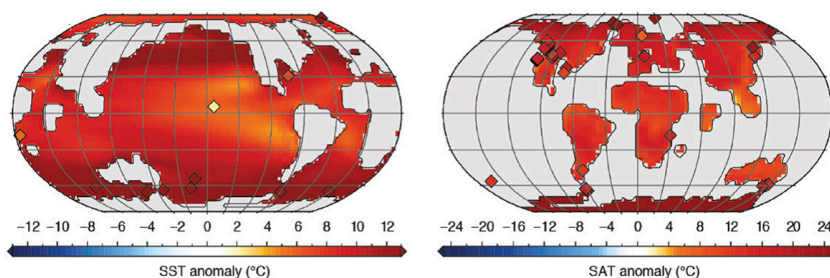 −12 −10 −8 −6 −4 −2 0 2 4 6 8 10 12
SST anomaly (°C)
−24 −20 −16 −12 −8 −4 0 4 8 12 16 20 24
SAT anomaly (°C)